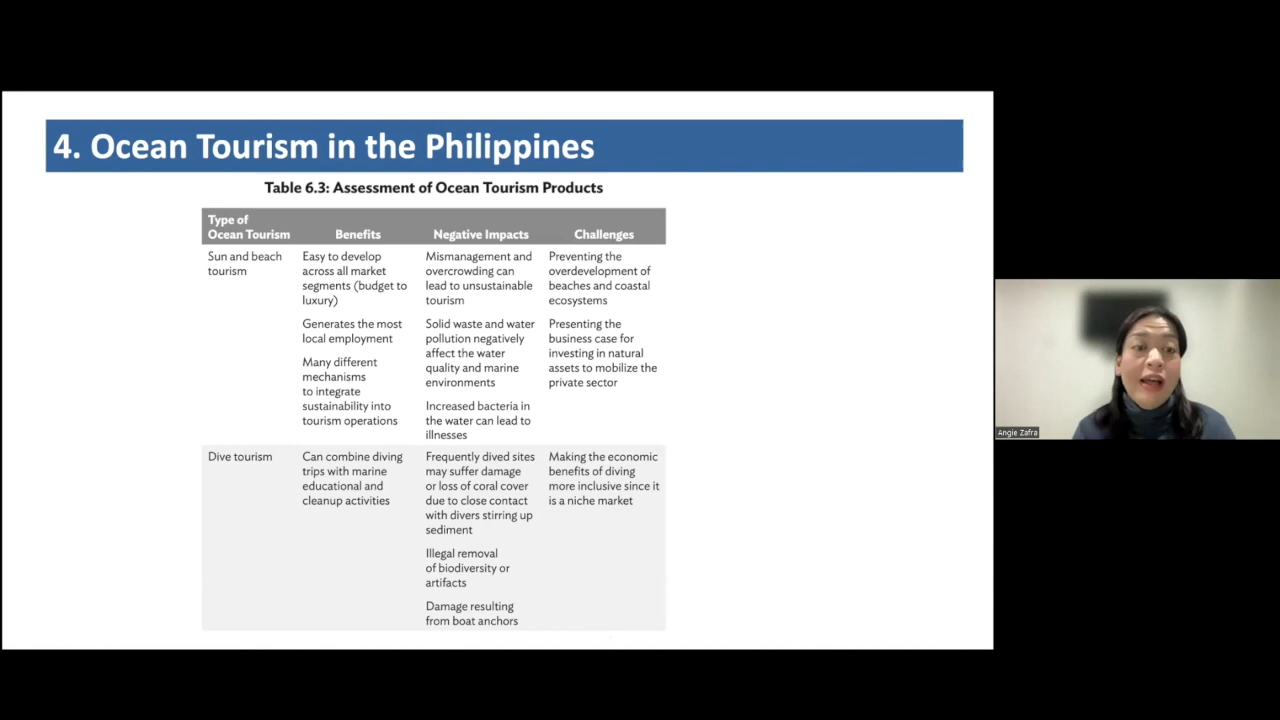 4. Ocean Tourism in the Philippines
Table 6.3: Assessment of Ocean Tourism Products
Type of
Ocean Tourism
Benefits
Negative Impacts
Challenges
Sun and beach
tourism
Easy to develop
across all market
segments (budget to
luxury)
Generates the most
local employment
Many different
mechanisms
to integrate
sustainability into
tourism operations
Mismanagement and
overcrowding can
lead to unsustainable
tourism
Solid waste and water
pollution negatively
affect the water
quality and marine
environments
Increased bacteria in
the water can lead to
illnesses
Preventing the
overdevelopment of
beaches and coastal
ecosystems
Presenting the
business case for
investing in natural
assets to mobilize the
private sector
Dive tourism
Can combine diving
trips with marine
educational and
cleanup activities
Frequently dived sites
may suffer damage
or loss of coral cover
due to close contact
with divers stirring up
sediment
Illegal removal
of biodiversity or
artifacts
Damage resulting
from boat anchors
Making the economic
benefits of diving
more inclusive since it
is a niche market
Angie Zafra